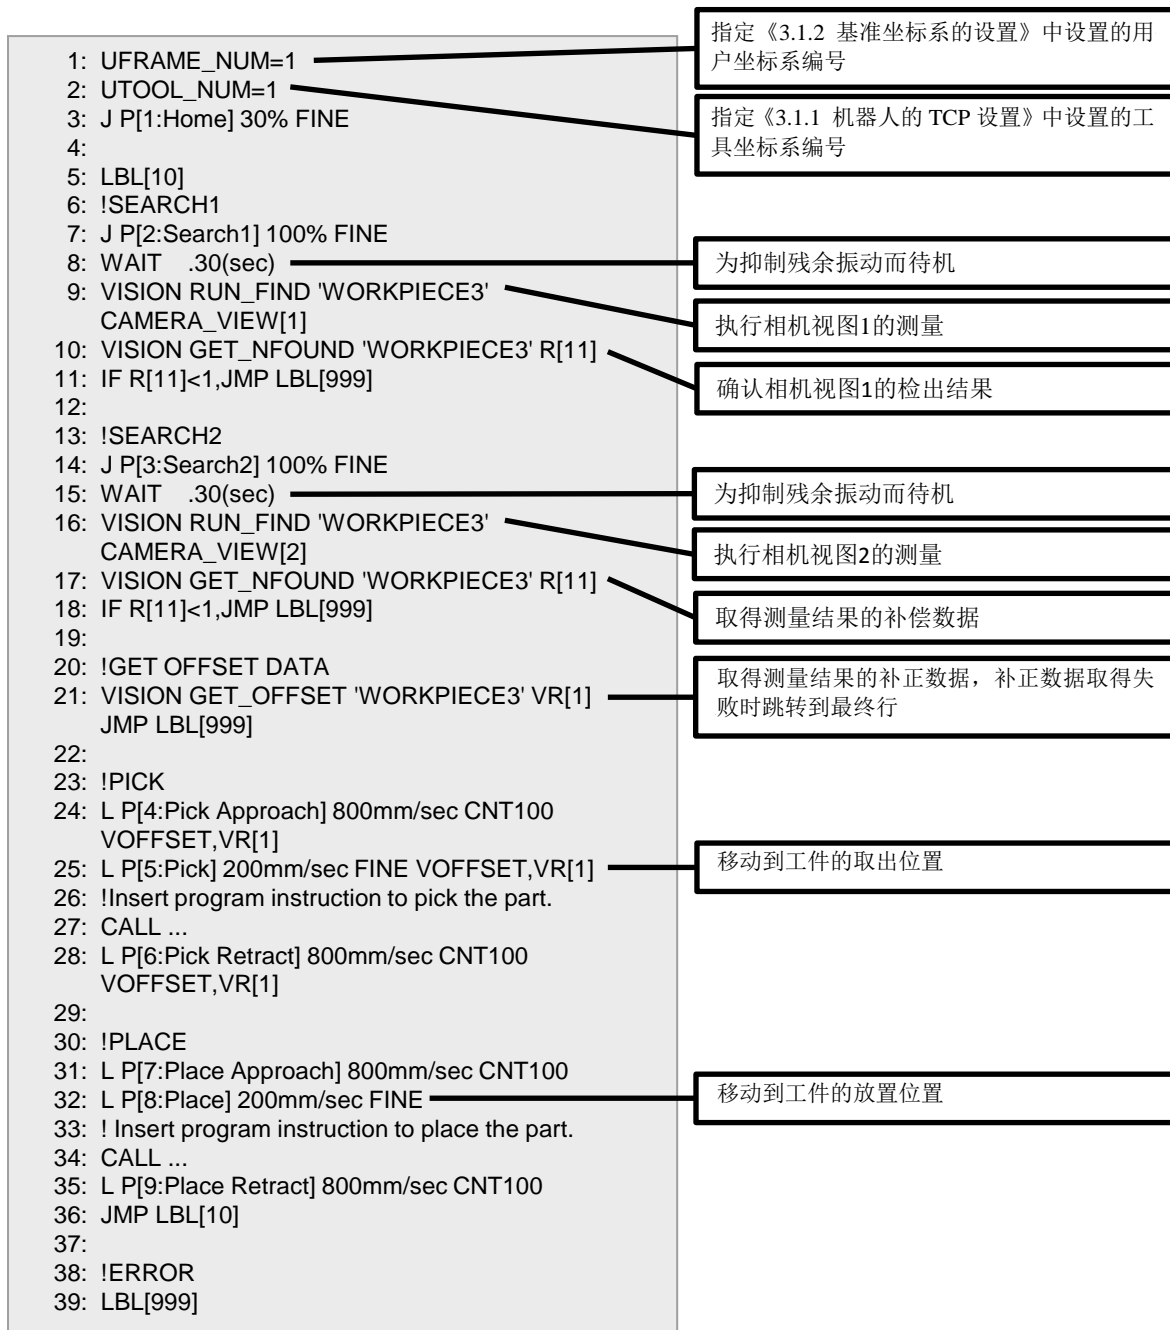 1: UFRAME_NUM=1
2: UTOOL_NUM=1
3: J P[1:Home] 30% FINE
4:
5: LBL[10]
6: !SEARCH1
7: J P[2:Search1] 100% FINE
8: WAIT .30(sec)
9: VISION RUN_FIND 'WORKPIECE3'
CAMERA_VIEW[1]
10: VISION GET_NFOUND 'WORKPIECE3' R[11]
11: IF R[11]<1,JMP LBL[999]
12:
13: !SEARCH2
14: J P[3:Search2] 100% FINE
15: WAIT .30(sec)
16: VISION RUN_FIND 'WORKPIECE3'
CAMERA_VIEW[2]
17: VISION GET_NFOUND 'WORKPIECE3' R[11]
18: IF R[11]<1,JMP LBL[999]
19:
20: !GET OFFSET DATA
21: VISION GET_OFFSET 'WORKPIECE3' VR[1]
JMP LBL[999]
22:
23: !PICK
24: L P[4:Pick Approach] 800mm/sec CNT100
VOFFSET,VR[1]
25: L P[5:Pick] 200mm/sec FINE VOFFSET,VR[1]
26: !Insert program instruction to pick the part.
27: CALL ...
28: L P[6:Pick Retract] 800mm/sec CNT100
VOFFSET,VR[1]
29:
30: !PLACE
31: L P[7:Place Approach] 800mm/sec CNT100
32: L P[8:Place] 200mm/sec FINE
33: ! Insert program instruction to place the part.
34: CALL ...
35: L P[9:Place Retract] 800mm/sec CNT100
36: JMP LBL[10]
37:
38: !ERROR
39: LBL[999]
指定《3.1.2 基准坐标系的设置》中设置的用
户坐标系编号
指定《3.1.1 机器人的 TCP 设置》中设置的工
具坐标系编号
为抑制残余振动而待机
执行相机视图1的测量
确认相机视图1的检出结果
为抑制残余振动而待机
执行相机视图2的测量
取得测量结果的补偿数据
取得测量结果的补正数据，补正数据取得失
败时跳转到最终行
移动到工件的取出位置
移动到工件的放置位置